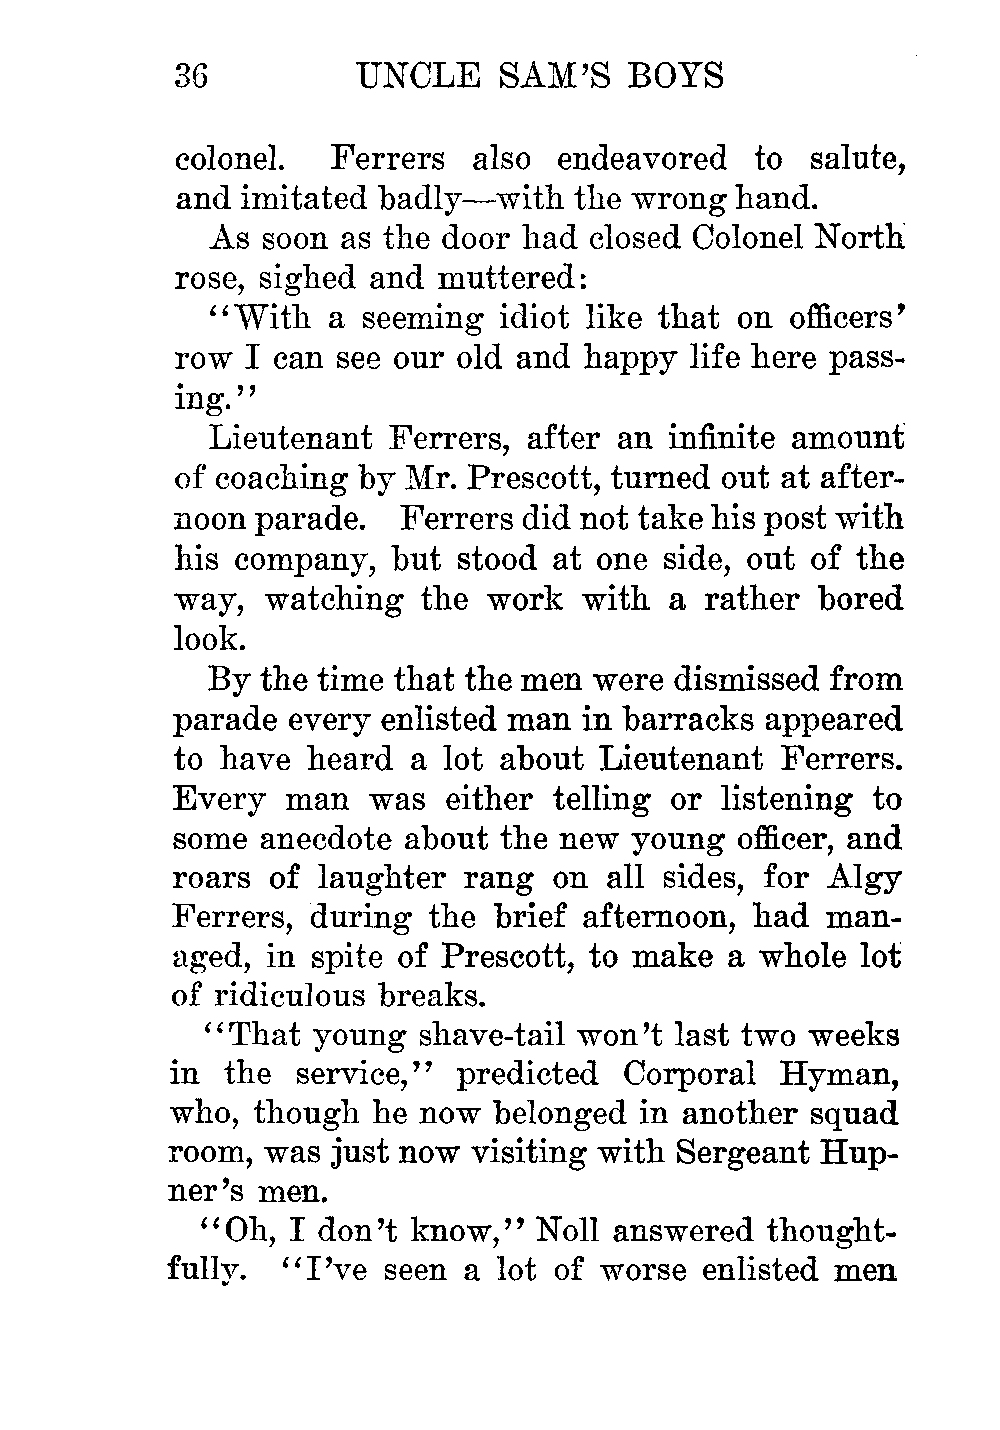 36 UNCLE SAM'S BOYS
colonel. Ferrers also endeavored to salute,
and imitated badly—with the wrong hand.
As soon as the door had closed Colonel North
rose, sighed and muttered:
"With a seeming idiot like that on officers'
row I can see our old and happy life here pass-
ing."
Lieutenant Ferrers, after an infinite amount
of coaching by Mr. Prescott, turned out at after-
noon parade. Ferrers did not take his post with
his company, but stood at one side, out of the
way, watching the work with a rather bored
look.
By the time that the men were dismissed from
parade every enlisted man in barracks appeared
to have heard a lot about Lieutenant Ferrers.
Every man was either telling or listening to
some anecdote about the new young officer, and
roars of laughter rang on all sides, for Algy
Ferrers, during the brief afternoon, had man-
aged, in spite of Prescott, to make a whole lot
of ridiculous breaks.
"That young shave-tail won't last two weeks
in the service," predicted Corporal Hyman,
who, though he now belonged in another squad
room, was just now visiting with Sergeant Hup-
ner's men.
"Oh, I don't know," Noll answered thought-
fully. "I've seen a lot of worse enlisted men